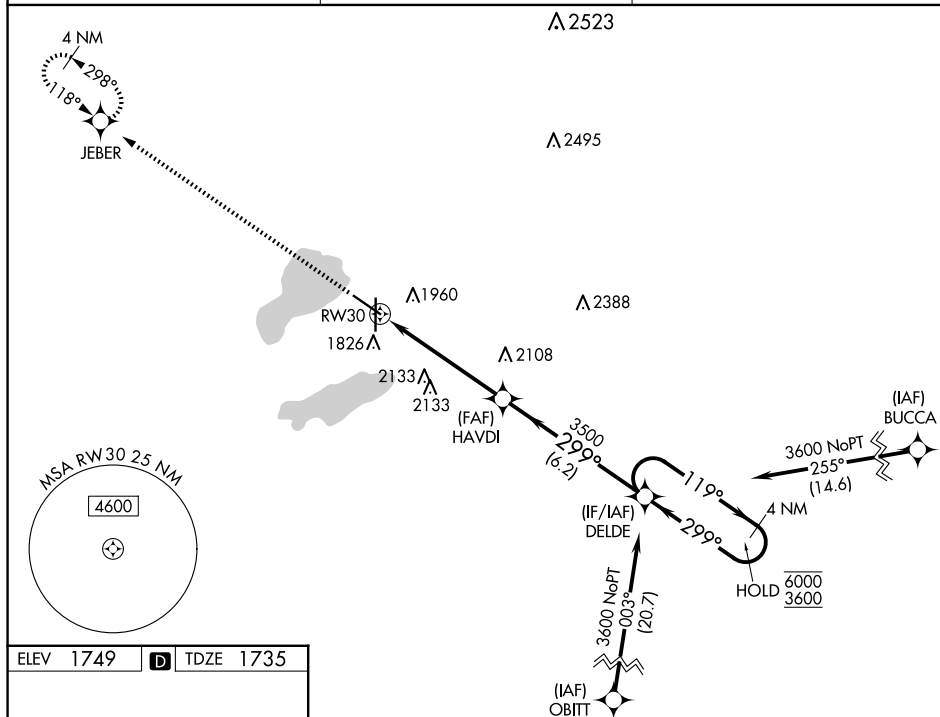 2523
4 NM
298°
118°
JEBER
2495
1960
2388
RW30
1826
2108
2133
2133
(FAF)
HAVDI
(IAF)
BUCCA
3500
299°
(6.2)
3600 NoPT
255°
(14.6)
MSA RW30 25 NM
4600
119°
4 NM
(IF/IAF)
DELDE
299°
HOLD 6000
3600
3600 NoPT
003°
(20.7)
ELEV 1749 D TDZE 1735
(IAF)
OBITT